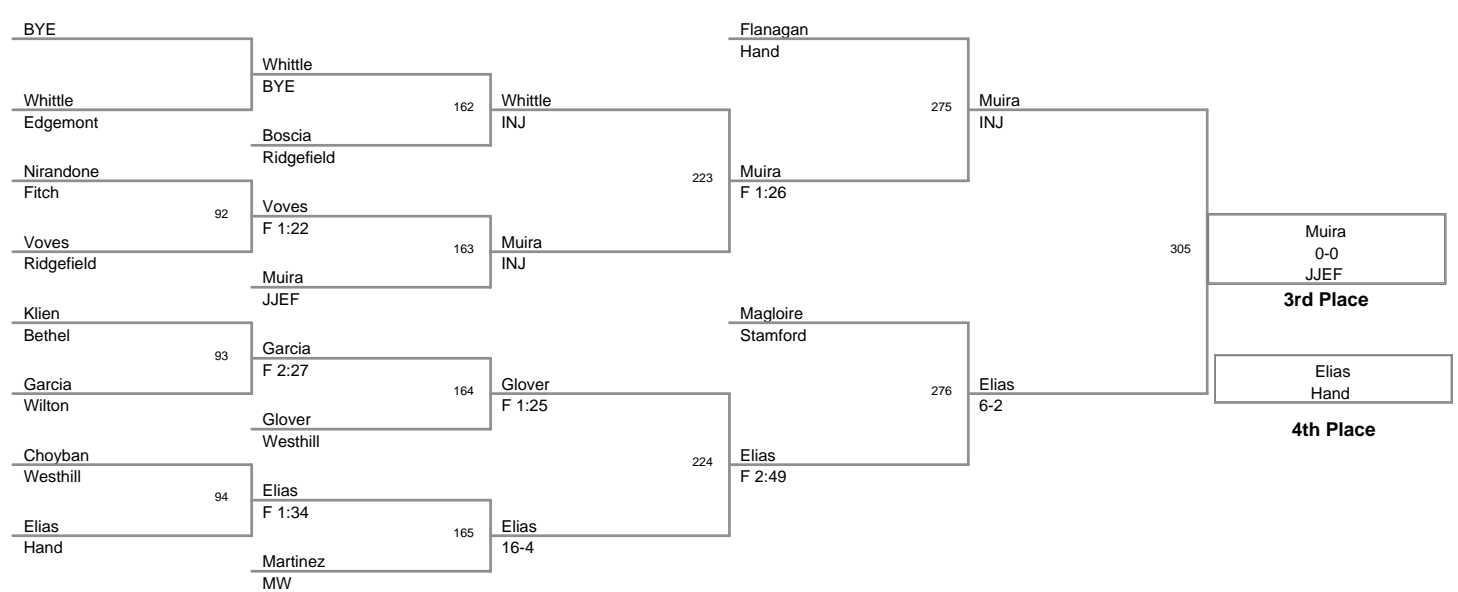 BYE
Whittle
Edgemont
Nirandone
Fitch
92
Voves
Ridgefield
Klien
Bethel
93
Garcia
Wilton
Choyban
Westhill
94
Elias
Hand
Whittle
BYE
162
Boscia
Ridgefield
Voves
F 1:22
163
Muira
JJEF
Garcia
F 2:27
164
Glover
Westhill
Elias
F 1:34
165
Martinez
MW
Whittle
INJ
223
Muira
INJ
Glover
F 1:25
224
Elias
16-4
Flanagan
Hand
275
Muira
F 1:26
Magloire
Stamford
276
Elias
F 2:49
Muira
INJ
305
Elias
6-2
Muira
0-0
JJEF
3rd Place
Elias
Hand
4th Place